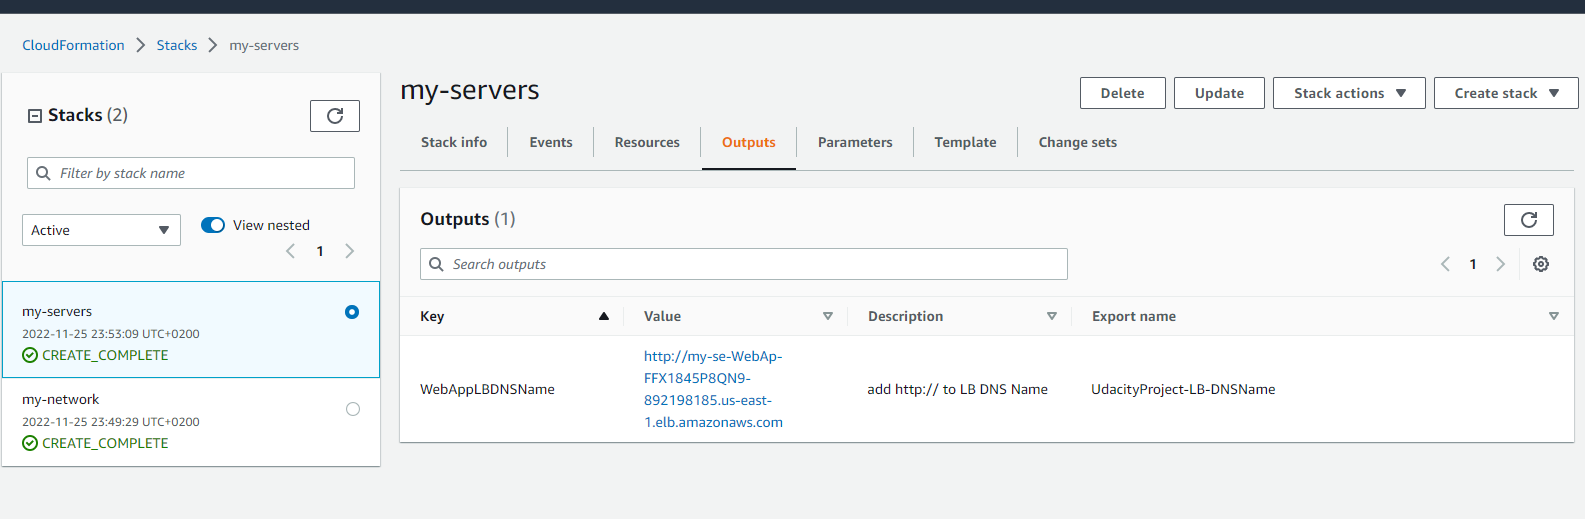 CloudFormation > Stacks > my-servers
Stacks (2)
Filter by stack name
Active
View nested
1
my-servers
2022-11-25 23:53:09 UTC+0200
CREATE_COMPLETE
my-network
2022-11-25 23:49:29 UTC+0200
CREATE_COMPLETE
my-servers
Delete Update Stack actions Create stack
Stack info Events Resources Outputs Parameters Template Change sets
Outputs (1)
Search outputs
1
Key Value Description Export name
WebAppLBDNSName
http://my-se-WebAp-
FFX1845P8QN9-
892198185.us-east-
1.elb.amazonaws.com
add http:// to LB DNS Name
UdacityProject-LB-DNSName